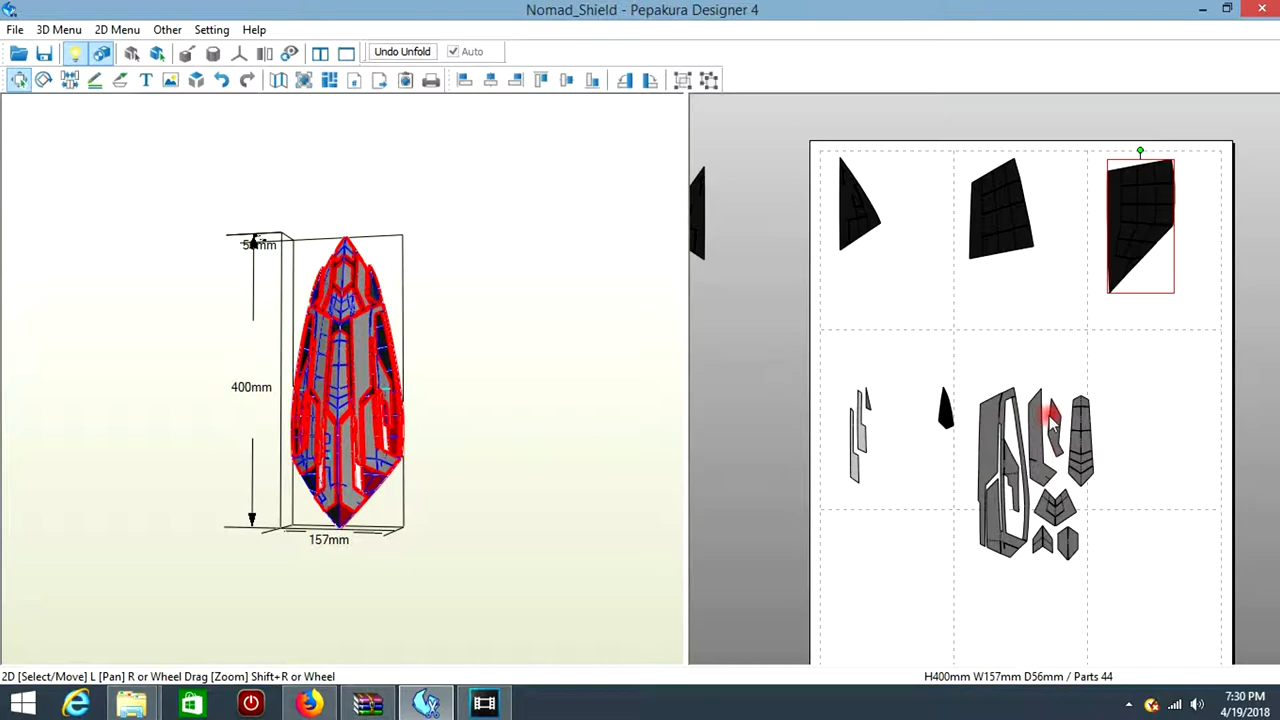 Nomad_Shield - Pepakura Designer 4
File 3D Menu 2D Menu Other Setting Help
Undo Unfold Auto
400mm
157mm
2D [Select/Move] L [Pan] R or Wheel Drag [Zoom] Shift+R or Wheel
H400mm W157mm D56mm / Parts 44
7:30 PM
4/19/2018